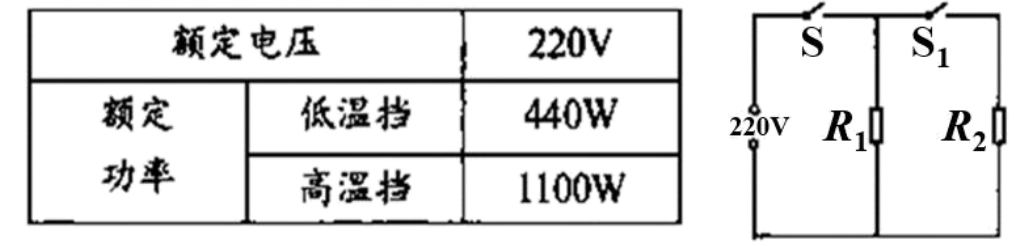 额定电压 220V
额定功率 低温挡 440W
高温挡 1100W
S S₁
220V R₁ R₂